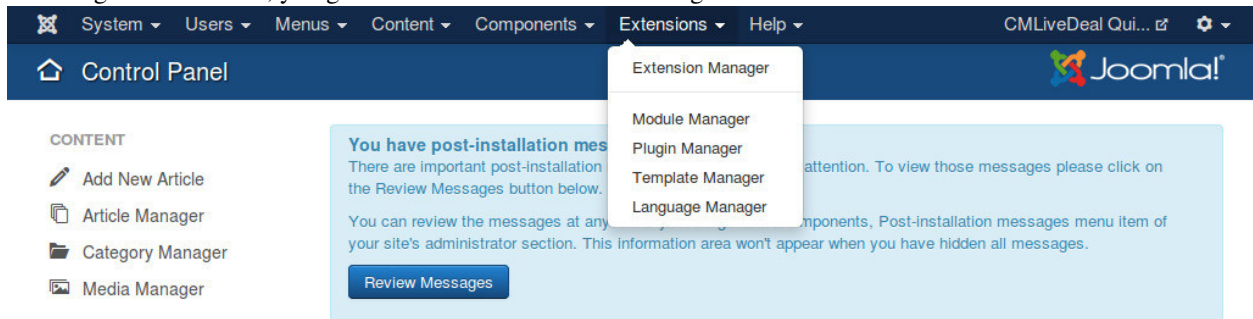 System Users Menus Content Components Extensions Help CMLiveDeal Qui...
Control Panel Joomla!
Extension Manager
Module Manager
Plugin Manager
Template Manager
Language Manager
CONTENT
Add New Article
Article Manager
Category Manager
Media Manager
You have post-installation mes
There are important post-installation attention. To view those messages please click on
the Review Messages button below.
You can review the messages at any mponents, Post-installation messages menu item of
your site's administrator section. This information area won't appear when you have hidden all messages.
Review Messages